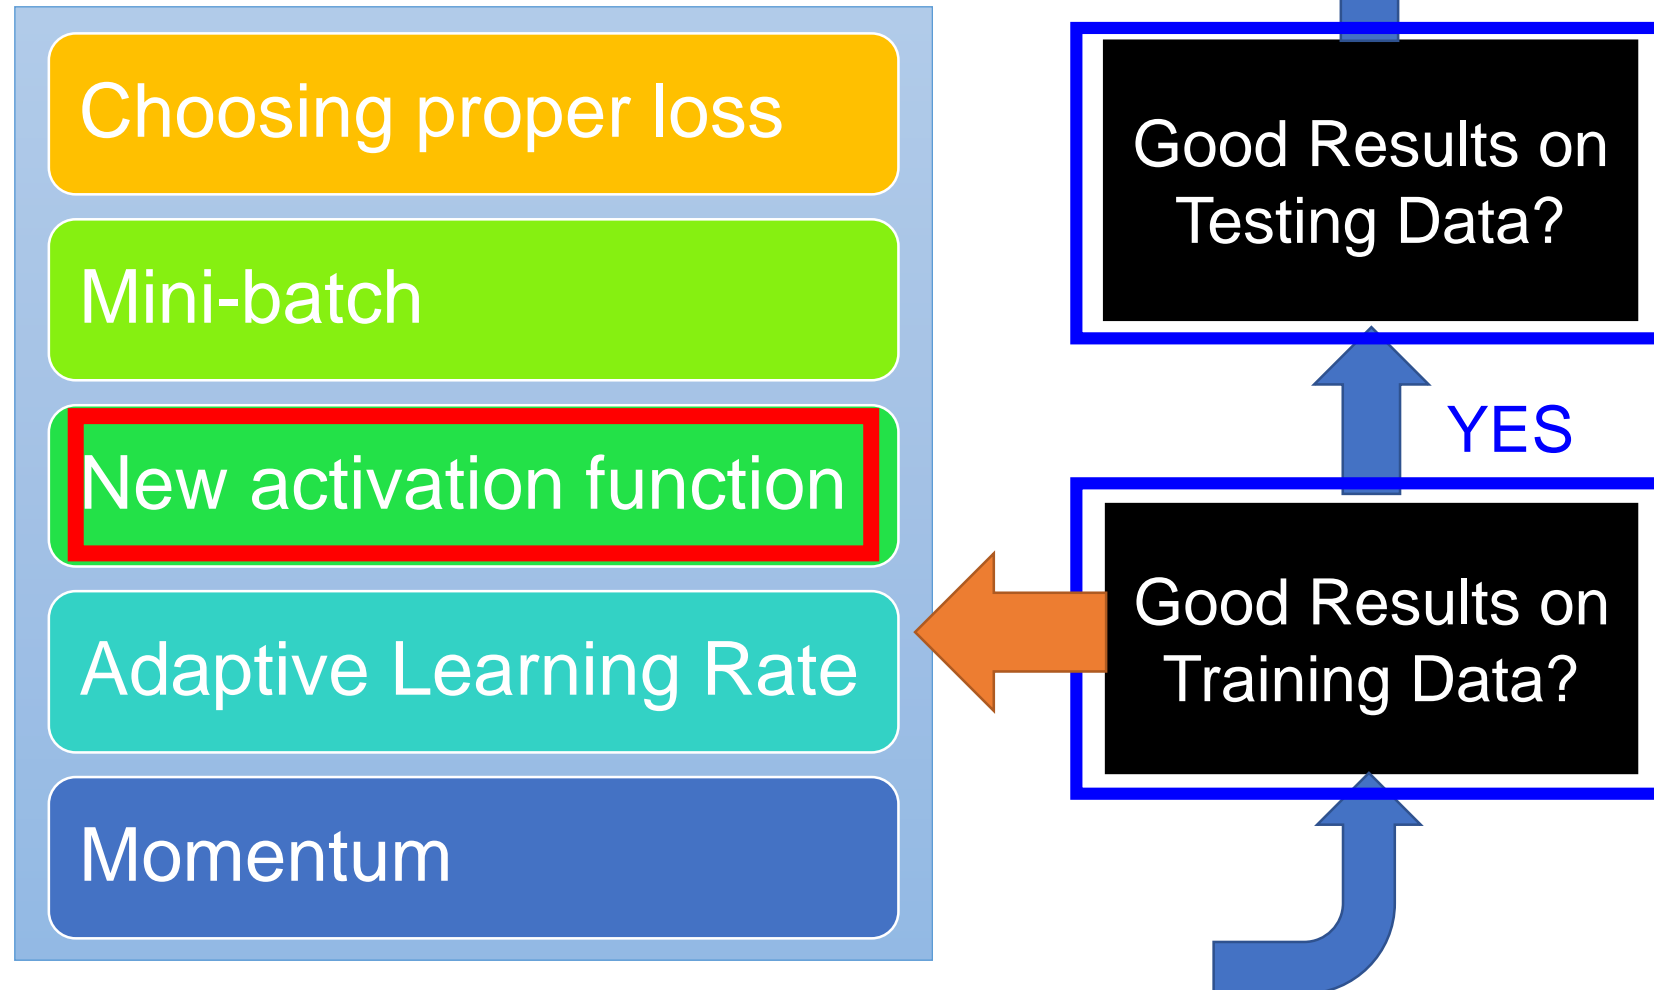 Choosing proper loss
Mini-batch
New activation function
Adaptive Learning Rate
Momentum
Good Results on
Testing Data?
YES
Good Results on
Training Data?